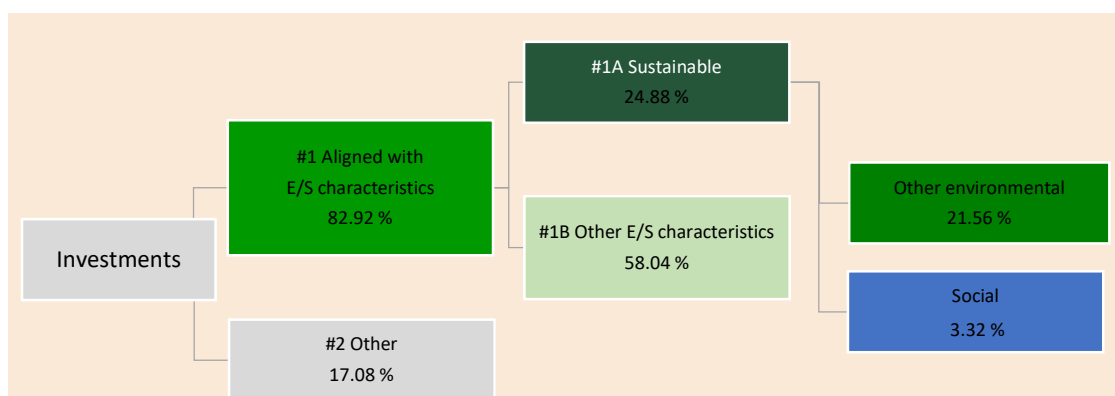 Investments
#1 Aligned with
E/S characteristics
82.92 %
#2 Other
17.08 %
#1A Sustainable
24.88 %
#1B Other E/S characteristics
58.04 %
Other environmental
21.56 %
Social
3.32 %